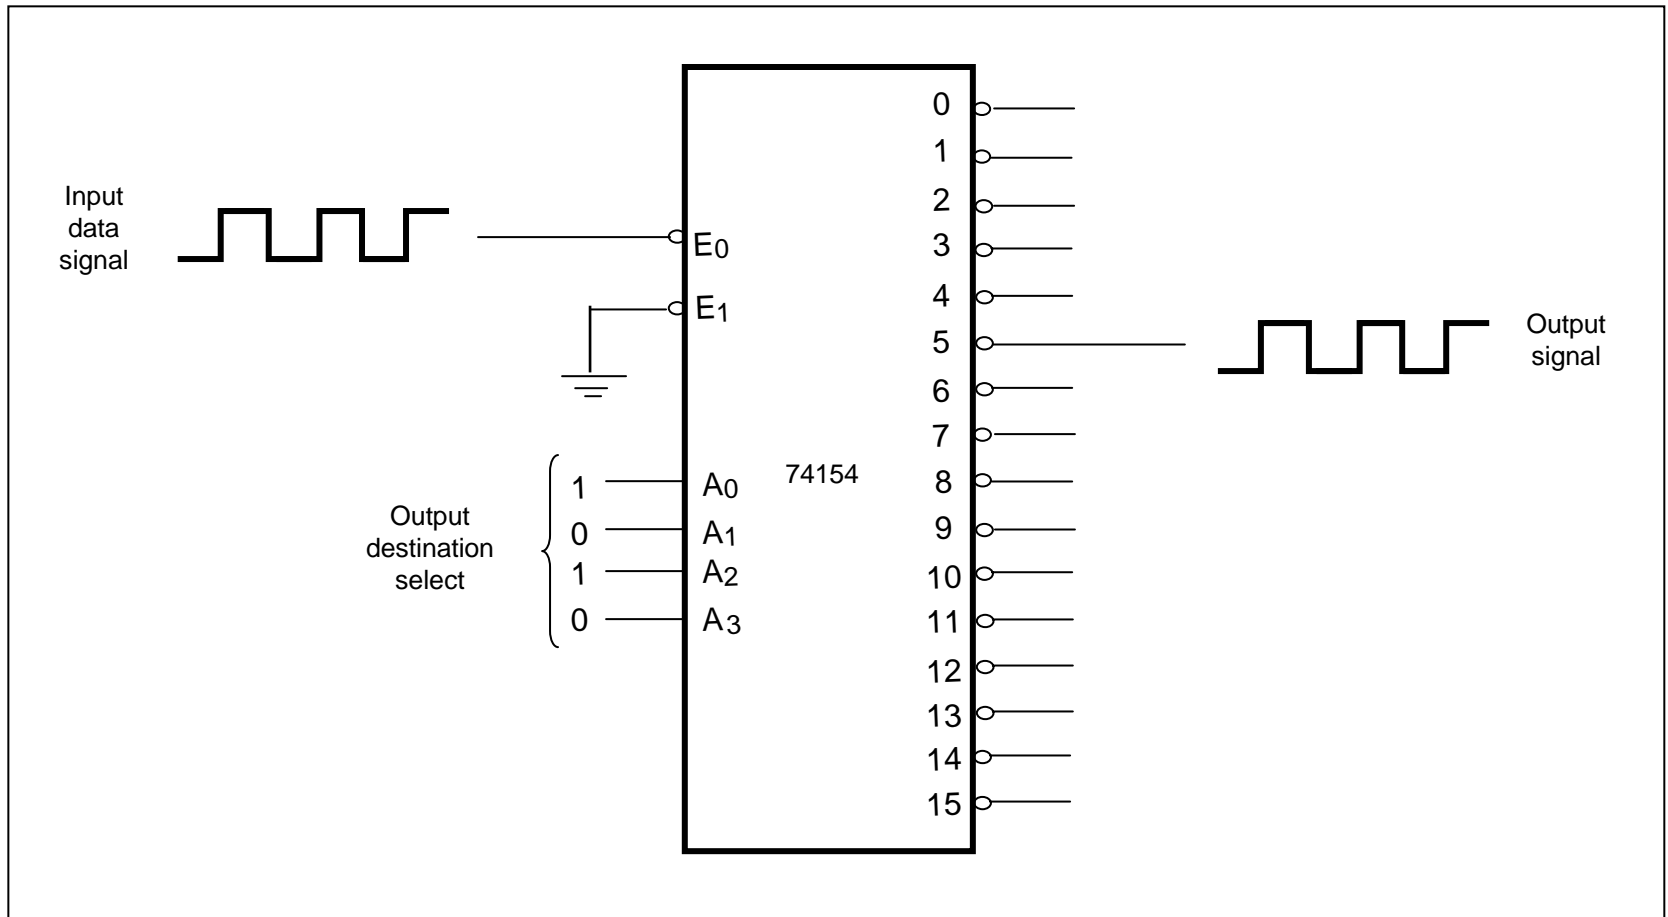 Input
data
signal
E0
E1
Output
destination
select
1
0
1
0
A0
A1
A2
A3
74154
0
1
2
3
4
5
6
7
8
9
10
11
12
13
14
15
Output
signal